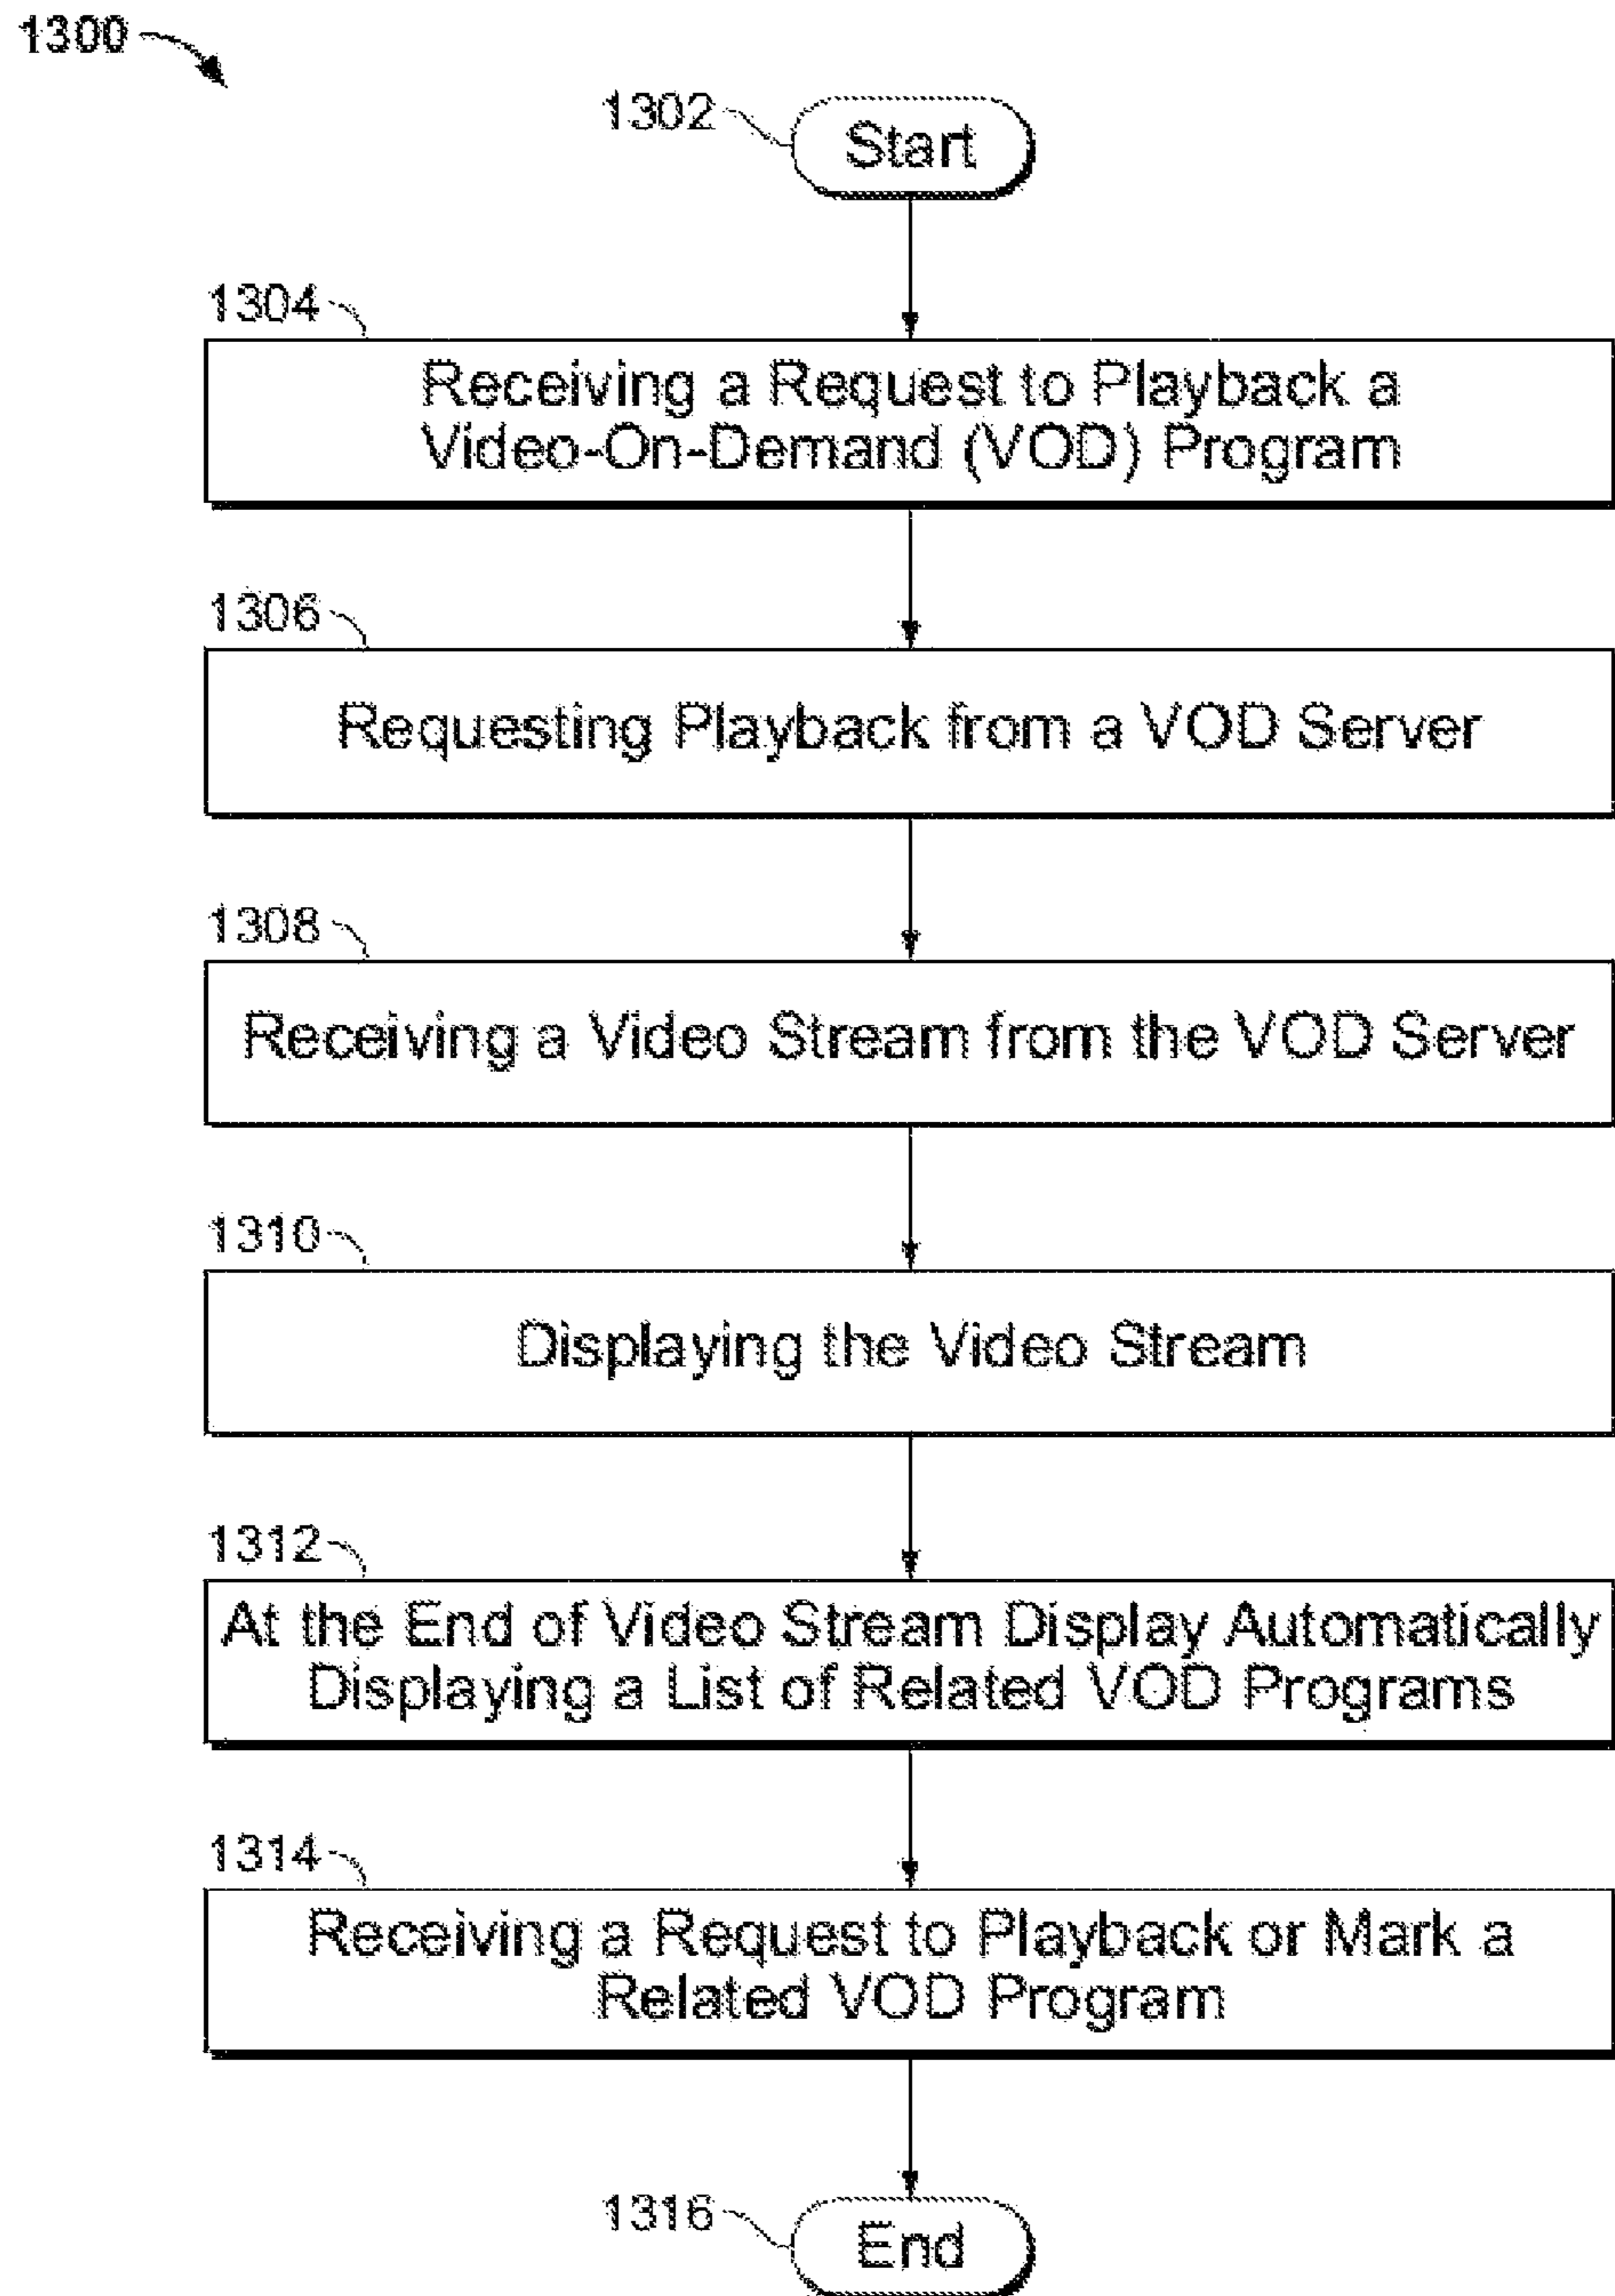 1300
1302
Start
1304
Receiving a Request to Playback a
Video-On-Demand (VOD) Program
1306
Requesting Playback from a VOD Server
1308
Receiving a Video Stream from the VOD Server
1310
Displaying the Video Stream
1312
At the End of Video Stream Display Automatically
Displaying a List of Related VOD Programs
1314
Receiving a Request to Playback or Mark a
Related VOD Program
1316
End